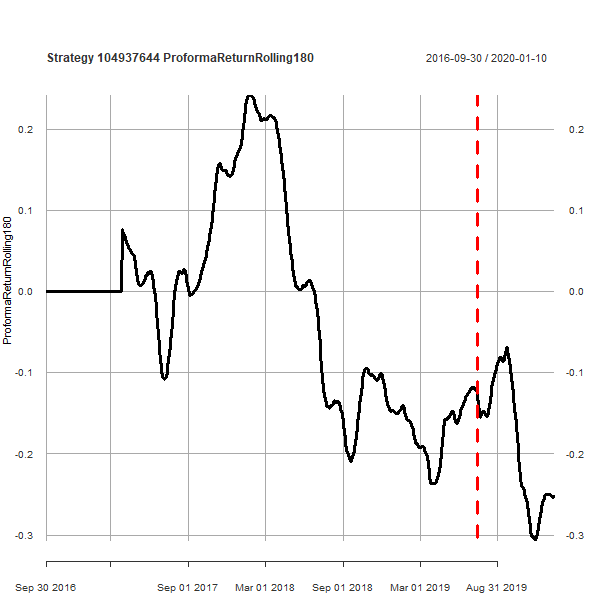 Strategy 104937644 ProformaReturnRolling180
2016-09-30 / 2020-01-10
ProformaReturnRolling180
0.2
0.2
0.1
0.1
0.0
0.0
-0.1
-0.1
-0.2
-0.2
-0.3
-0.3
Sep 30 2016
Sep 01 2017
Mar 01 2018
Sep 01 2018
Mar 01 2019
Aug 31 2019